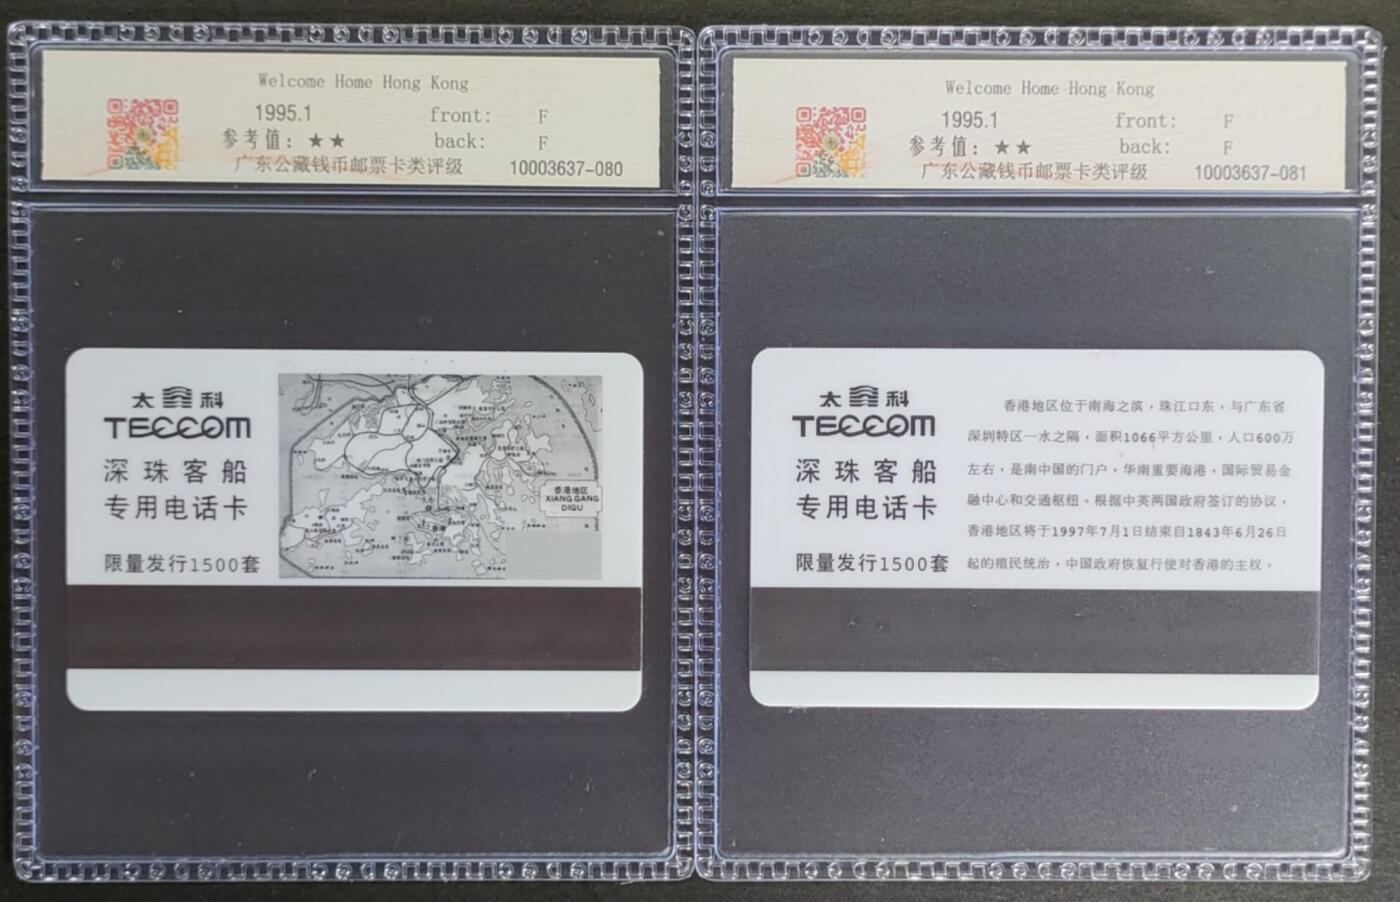 Welcome Home Hong Kong
1995.1 front: F
参考值：★★ back: F
广东公藏钱币邮票卡类评级 10003637-080
太 科
TECCOM
深珠客船
专用电话卡
限量发行1500套
香港地区
XIANG GANG
DIQU
Welcome Home Hong Kong
1995.1 front: F
参考值：★★ back: F
广东公藏钱币邮票卡类评级 10003637-081
太 科
TECCOM
深珠客船
专用电话卡
限量发行1500套
香港地区位于南海之滨，珠江口东，与广东省
深圳特区一水之隔，面积1066平方公里，人口600万
左右，是南中国的门户，华南重要海港，国际贸易金
融中心和交通枢纽。根据中英两国政府签订的协议，
香港地区将于1997年7月1日结束自1843年6月26日
起的殖民统治，中国政府恢复行使对香港的主权。